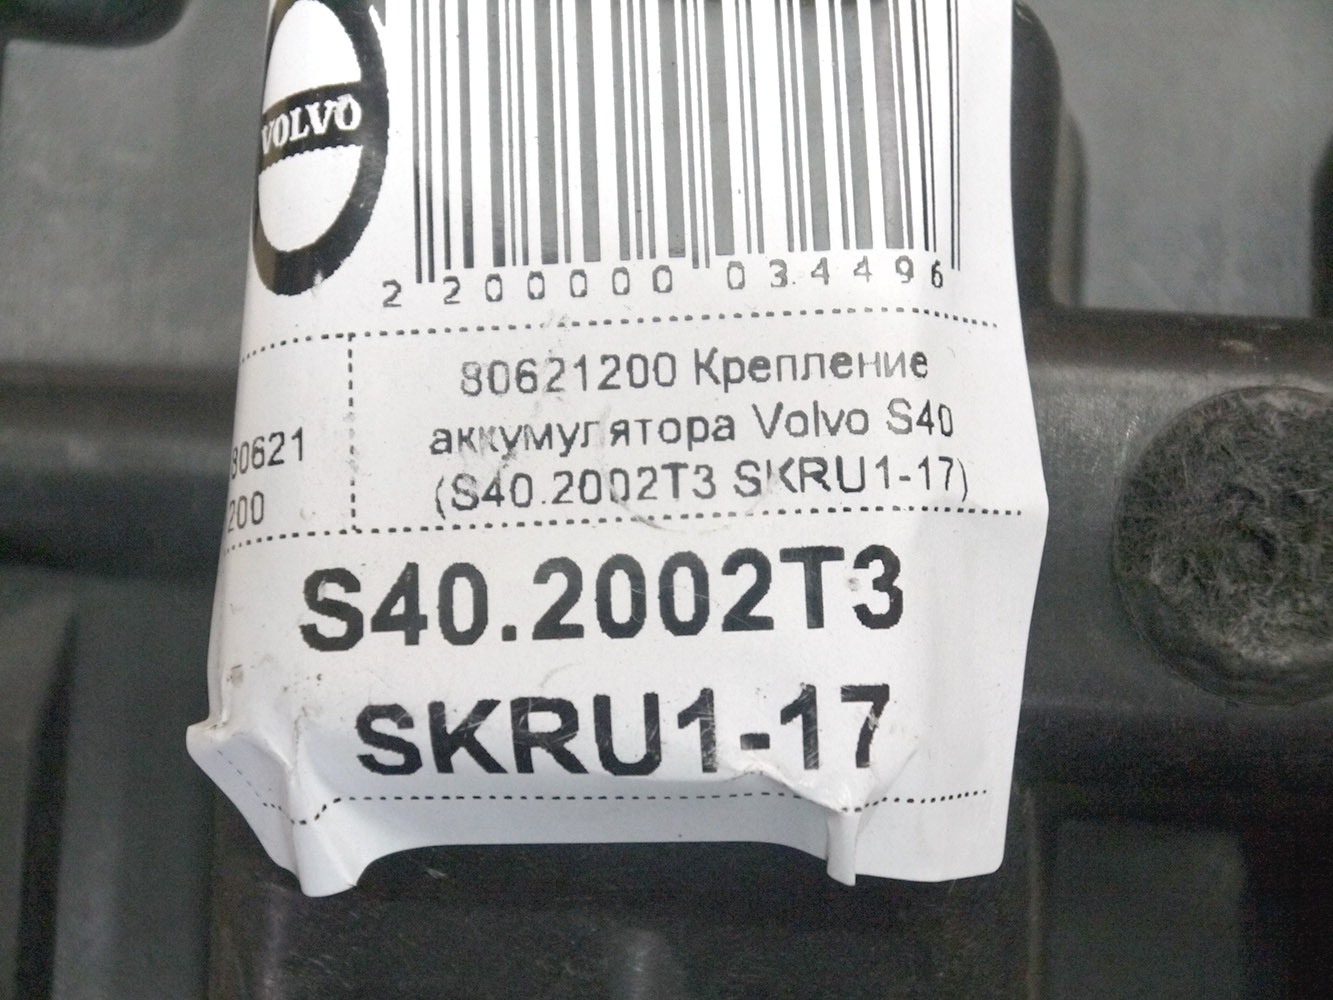 VOLVO
2 200000 034496
80621200 Крепление
аккумулятора Volvo S40
(S40.2002T3 SKRU1-17)
80621
200
S40.2002T3
SKRU1-17